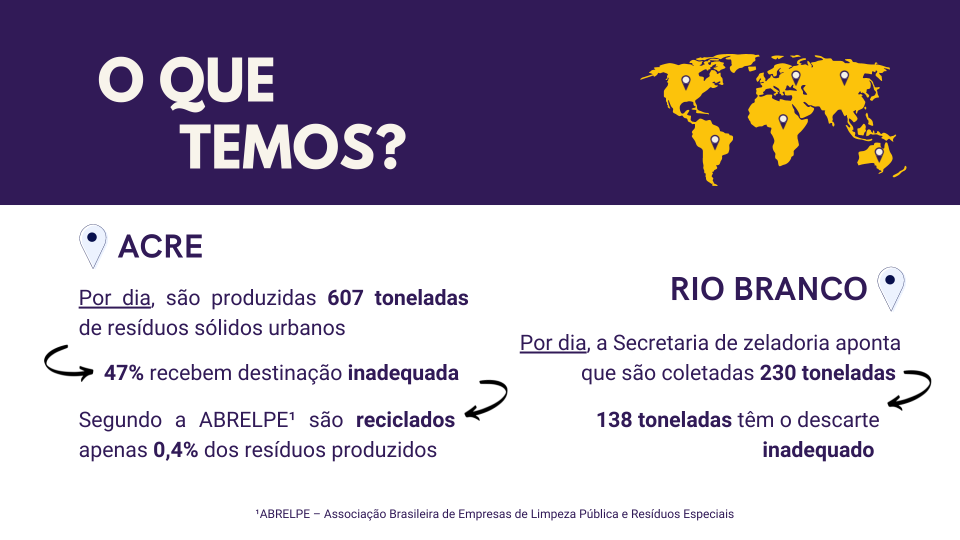 O QUE
TEMOS?
ACRE
Por dia, são produzidas 607 toneladas
de resíduos sólidos urbanos
47% recebem destinação inadequada
Segundo a ABRELPE¹ são reciclados
apenas 0,4% dos resíduos produzidos
RIO BRANCO
Por dia, a Secretaria de zeladoria aponta
que são coletadas 230 toneladas
138 toneladas têm o descarte
inadequado
¹ABRELPE – Associação Brasileira de Empresas de Limpeza Pública e Resíduos Especiais